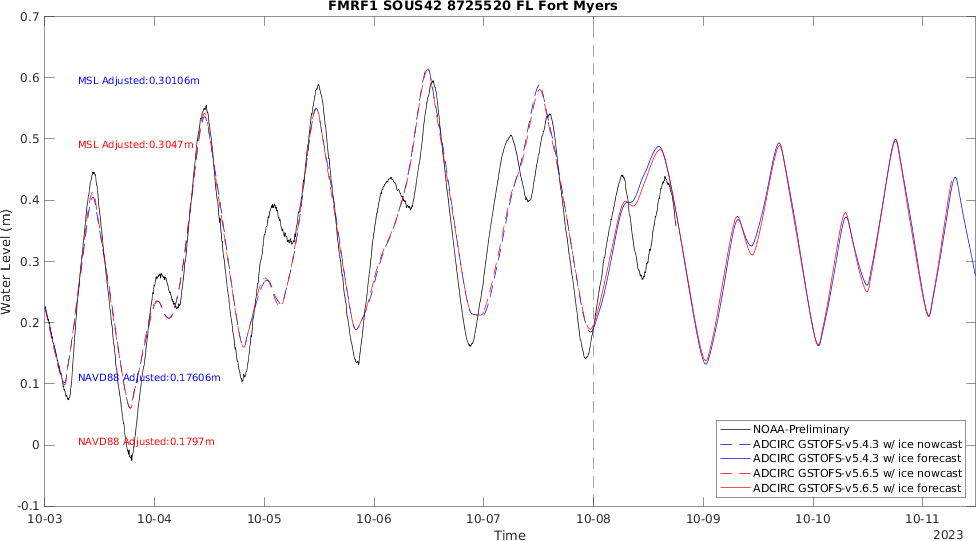 FMRF1 SOUS42 8725520 FL Fort Myers
0.7
0.6
0.5
0.4
0.3
0.2
0.1
0
-0.1
Water Level (m)
MSL Adjusted:0.30106m
MSL Adjusted:0.3047m
NAVD88 Adjusted:0.17606m
NAVD88 Adjusted:0.1797m
NOAA-Preliminary
ADCIRC GSTOFS-v5.4.3 w/ ice nowcast
ADCIRC GSTOFS-v5.4.3 w/ ice forecast
ADCIRC GSTOFS-v5.6.5 w/ ice nowcast
ADCIRC GSTOFS-v5.6.5 w/ ice forecast
10-03 10-04 10-05 10-06 10-07 10-08 10-09 10-10 10-11
Time
2023